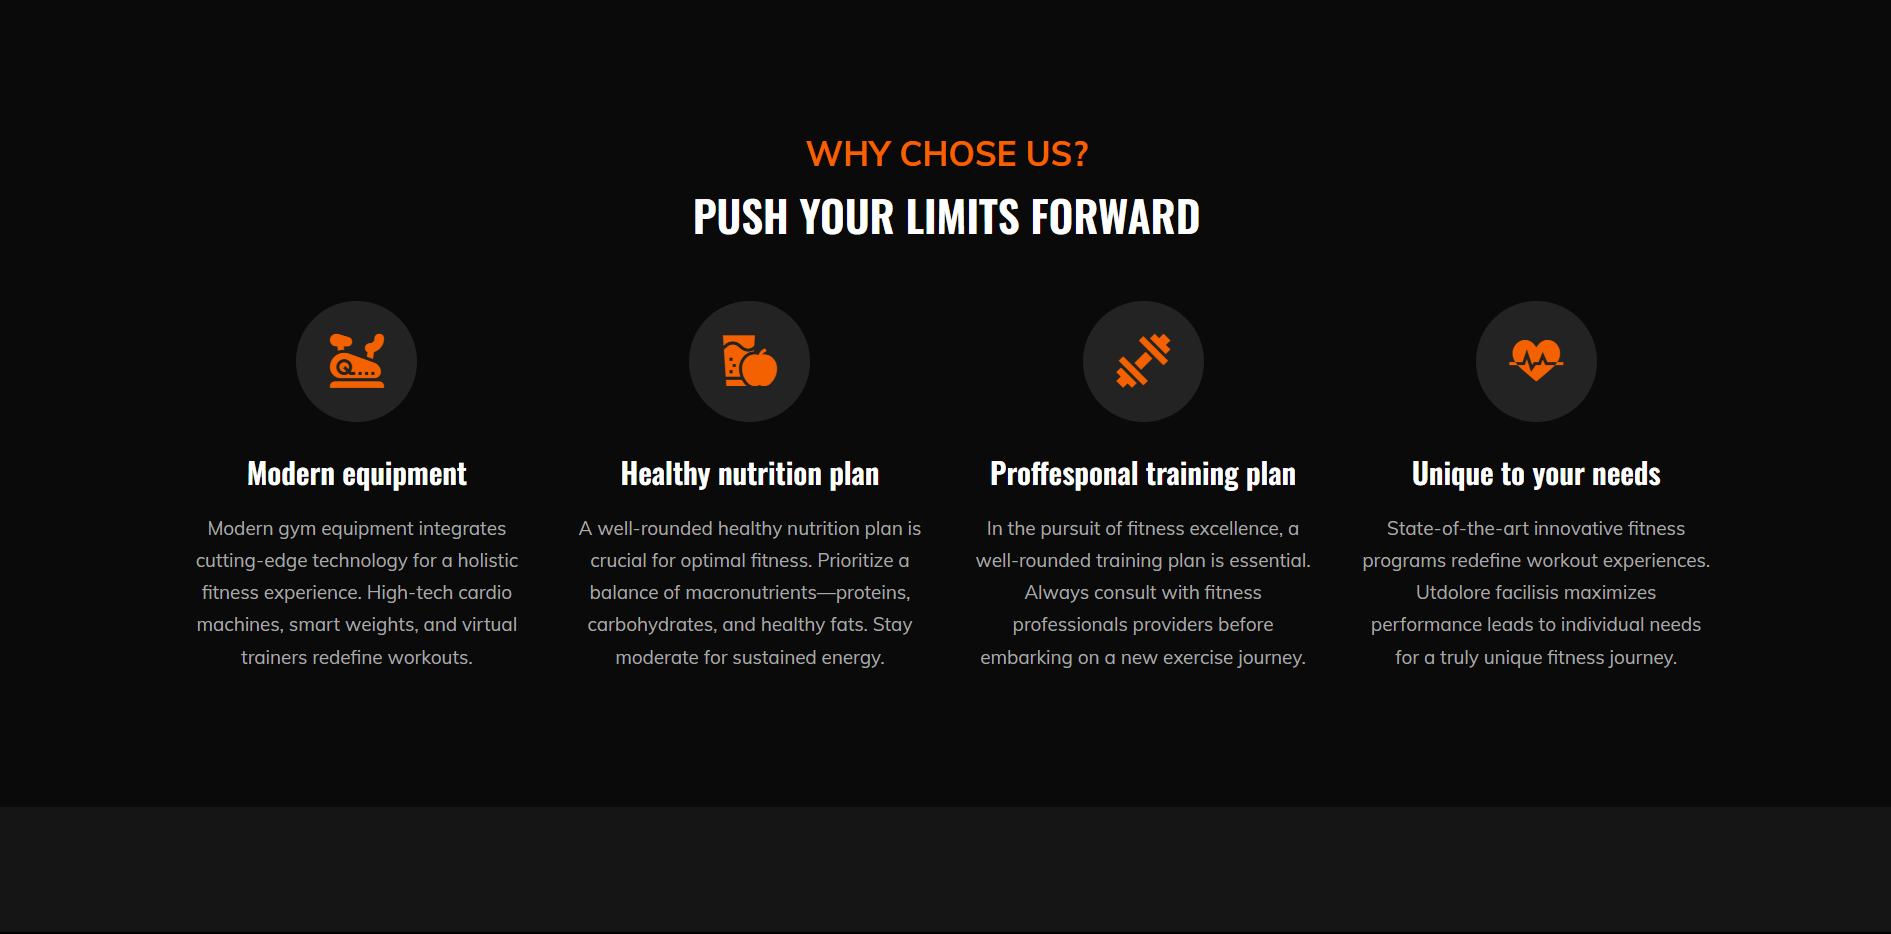 WHY CHOSE US?
PUSH YOUR LIMITS FORWARD
Modern equipment
Modern gym equipment integrates
cutting-edge technology for a holistic
fitness experience. High-tech cardio
machines, smart weights, and virtual
trainers redefine workouts.
Healthy nutrition plan
A well-rounded healthy nutrition plan is
crucial for optimal fitness. Prioritize a
balance of macronutrients—proteins,
carbohydrates, and healthy fats. Stay
moderate for sustained energy.
Proffesponal training plan
In the pursuit of fitness excellence, a
well-rounded training plan is essential.
Always consult with fitness
professionals providers before
embarking on a new exercise journey.
Unique to your needs
State-of-the-art innovative fitness
programs redefine workout experiences.
Utdolore facilisis maximizes
performance leads to individual needs
for a truly unique fitness journey.